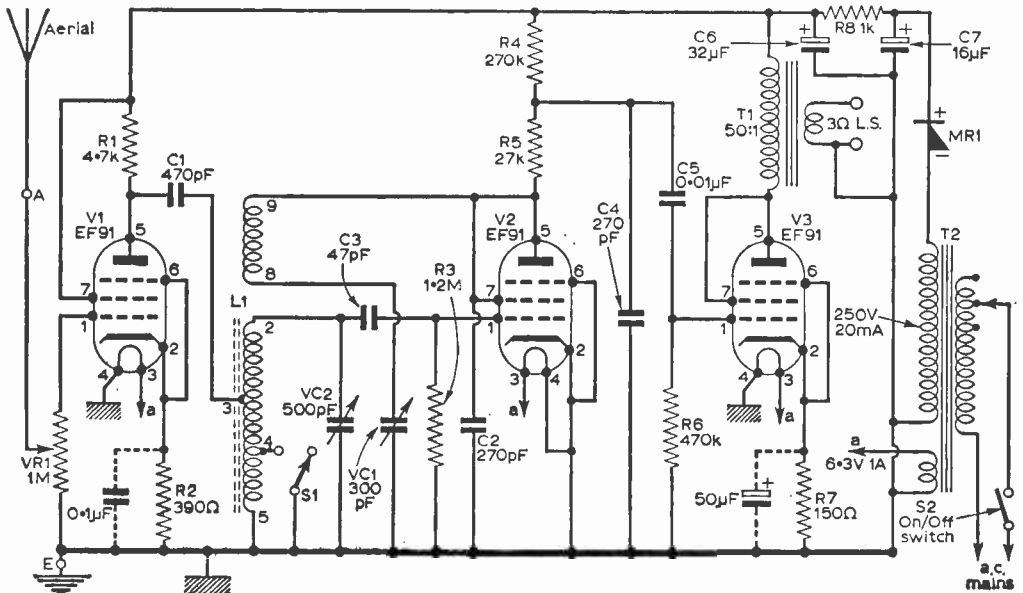 Aerial
A
R1
4·7k
C1
470pF
V1
EF91
5
6
7
1
2
4
3
a
VR1
1M
0·1µF
R2
390Ω
E
L1
9
8
2
3
4
5
S1
C3
47pF
VC2
500pF
VC1
300
pF
R3
1·2M
R4
270k
R5
27k
V2
EF91
5
6
7
1
2
3
4
a
C2
270pF
C4
270
pF
C5
0·01µF
R6
470k
T1
50:1
3Ω L.S.
V3
EF91
5
6
7
1
2
4
3
a
50µF
+
R7
150Ω
C6
32µF
+
R8 1k
+
C7
16µF
+
MR1
−
T2
250V
20mA
a
6·3V 1A
S2
On/Off
switch
a.c.
mains